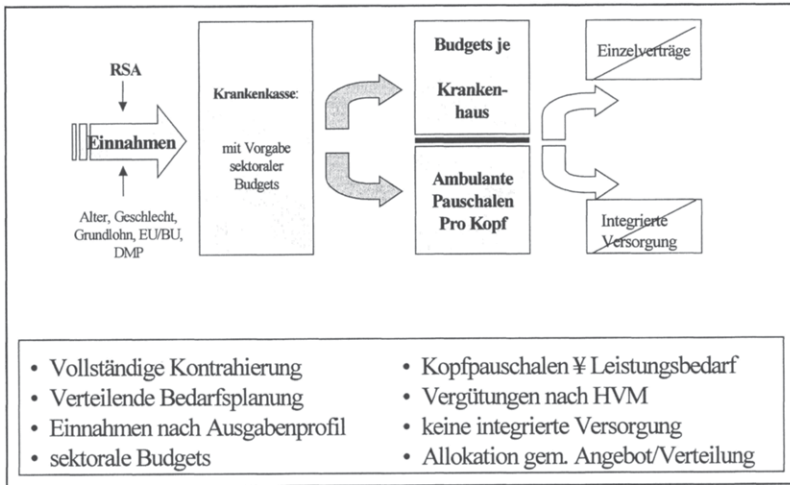 RSA
Einnahmen
Alter, Geschlecht,
Grundlohn, EU/BU,
DMP
Krankenkasse:
mit Vorgabe
sektoraler
Budgets
Budgets je
Kranken-
haus
Ambulante
Pauschalen
Pro Kopf
Einzelverträge
Integrierte
Versorgung
• Vollständige Kontrahierung
• Verteilende Bedarfsplanung
• Einnahmen nach Ausgabenprofil
• sektorale Budgets
• Kopfpauschalen ¥ Leistungsbedarf
• Vergütungen nach HVM
• keine integrierte Versorgung
• Allokation gem. Angebot/Verteilung